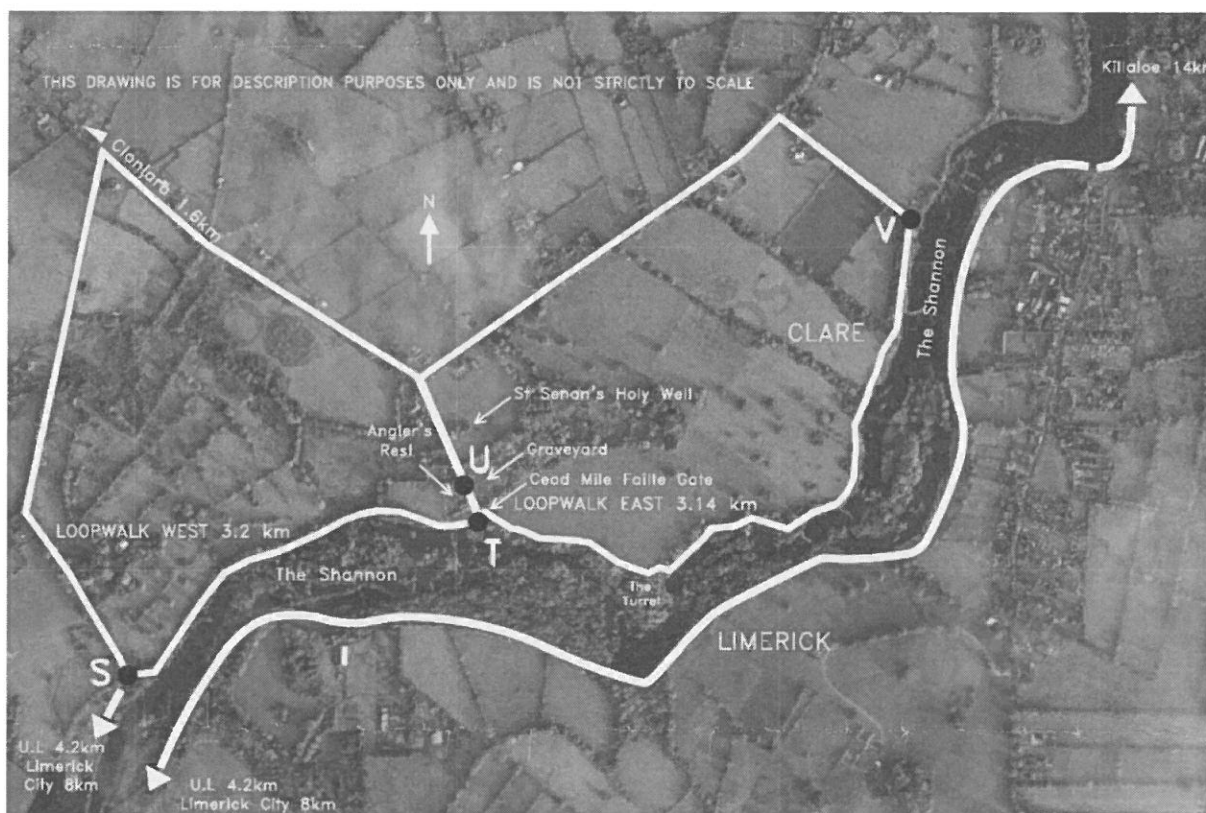 Killaloe 14km
THIS DRAWING IS FOR DESCRIPTION PURPOSES ONLY AND IS NOT STRICTLY TO SCALE
Clonlara 1.6km
N
V
The Shannon
CLARE
St Senan's Holy Well
Angler's
Rest
U
Graveyard
Cead Mile Failte Gate
LOOPWALK EAST 3.14 km
LOOPWALK WEST 3.2 km
T
The Shannon
The
Turret
LIMERICK
S
U.L 4.2km
Limerick
City 8km
U.L 4.2km
Limerick City 8km